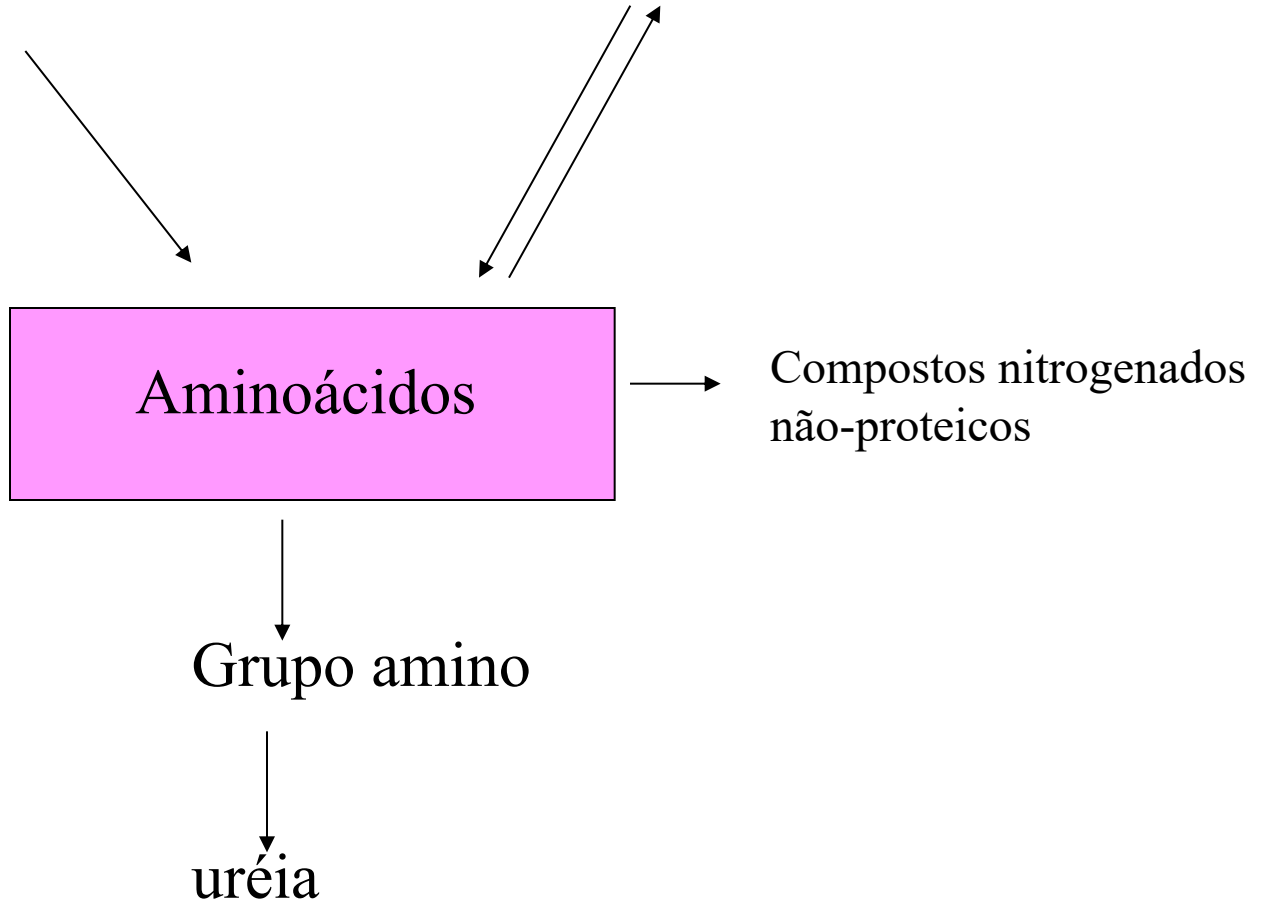 Aminoácidos
Compostos nitrogenados
não-proteicos
Grupo amino
uréia